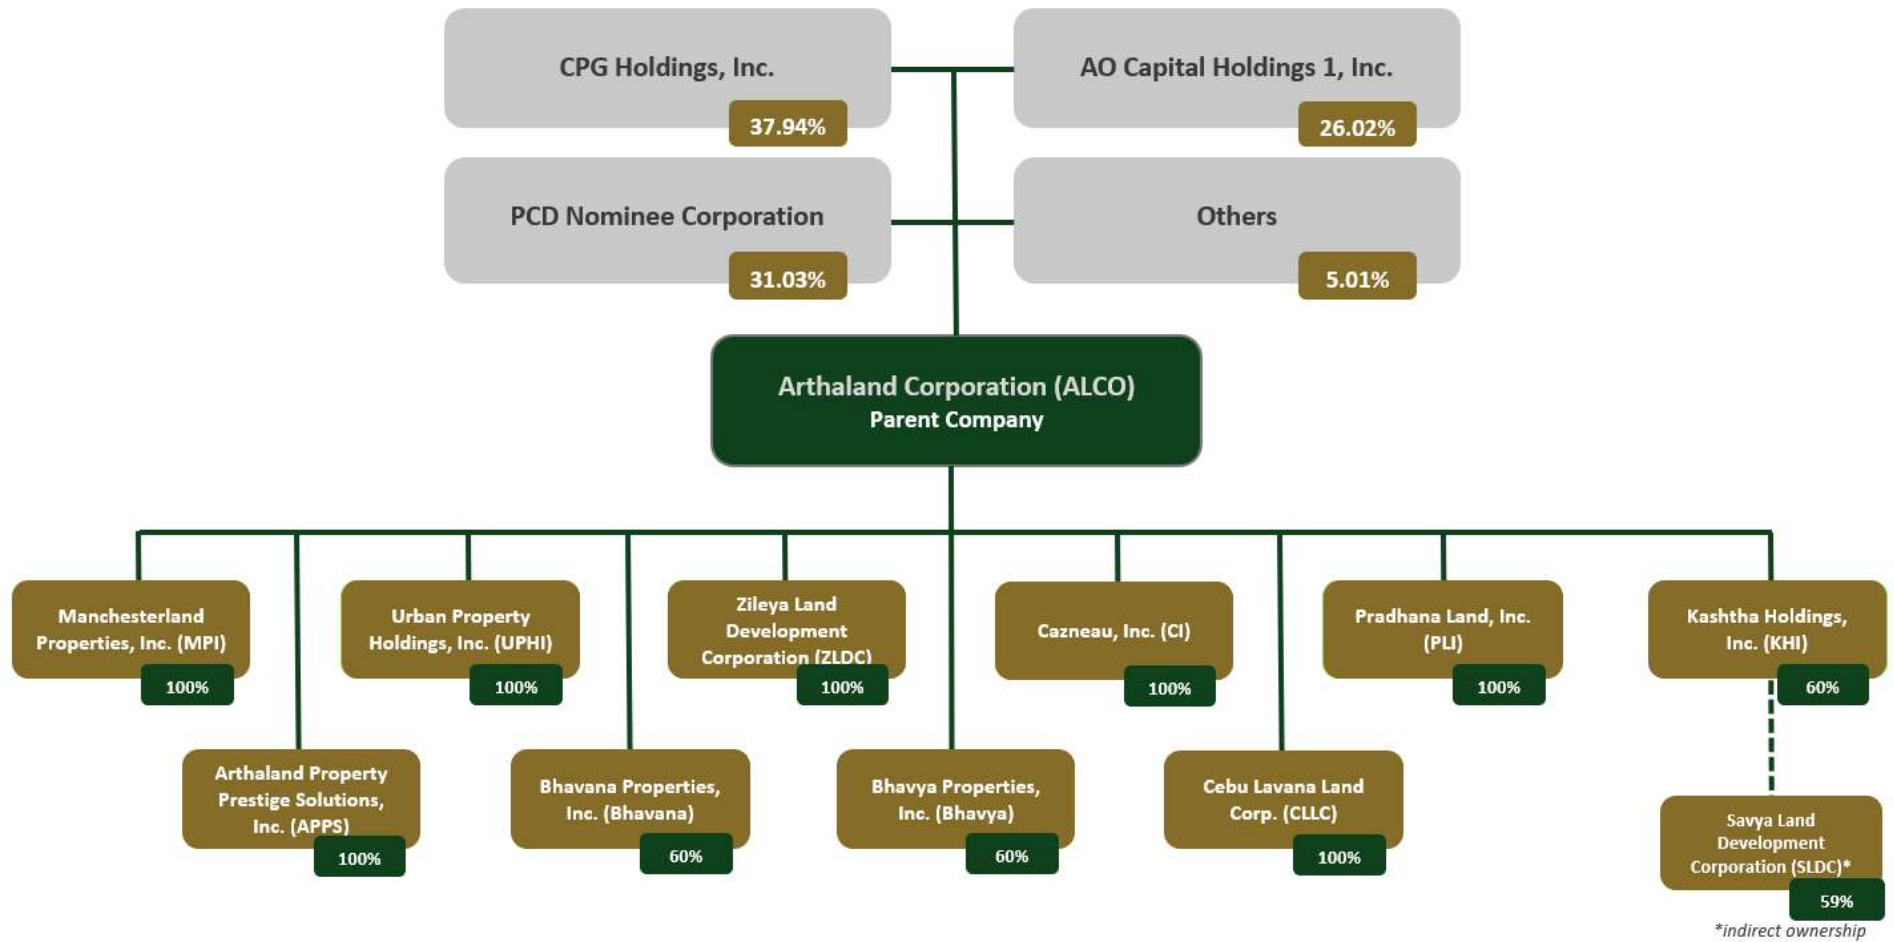 CPG Holdings, Inc.
37.94%
AO Capital Holdings 1, Inc.
26.02%
PCD Nominee Corporation
31.03%
Others
5.01%
Arthaland Corporation (ALCO)
Parent Company
Manchesterland
Properties, Inc. (MPI)
100%
Urban Property
Holdings, Inc. (UPHI)
100%
Zileya Land
Development
Corporation (ZLDC)
100%
Cazneau, Inc. (CI)
100%
Pradhana Land, Inc.
(PLI)
100%
Kashtha Holdings,
Inc. (KHI)
60%
Arthaland Property
Prestige Solutions,
Inc. (APPS)
100%
Bhavana Properties,
Inc. (Bhavana)
60%
Bhavya Properties,
Inc. (Bhavya)
60%
Cebu Lavana Land
Corp. (CLLC)
100%
Savya Land
Development
Corporation (SLDC)*
59%
*indirect ownership